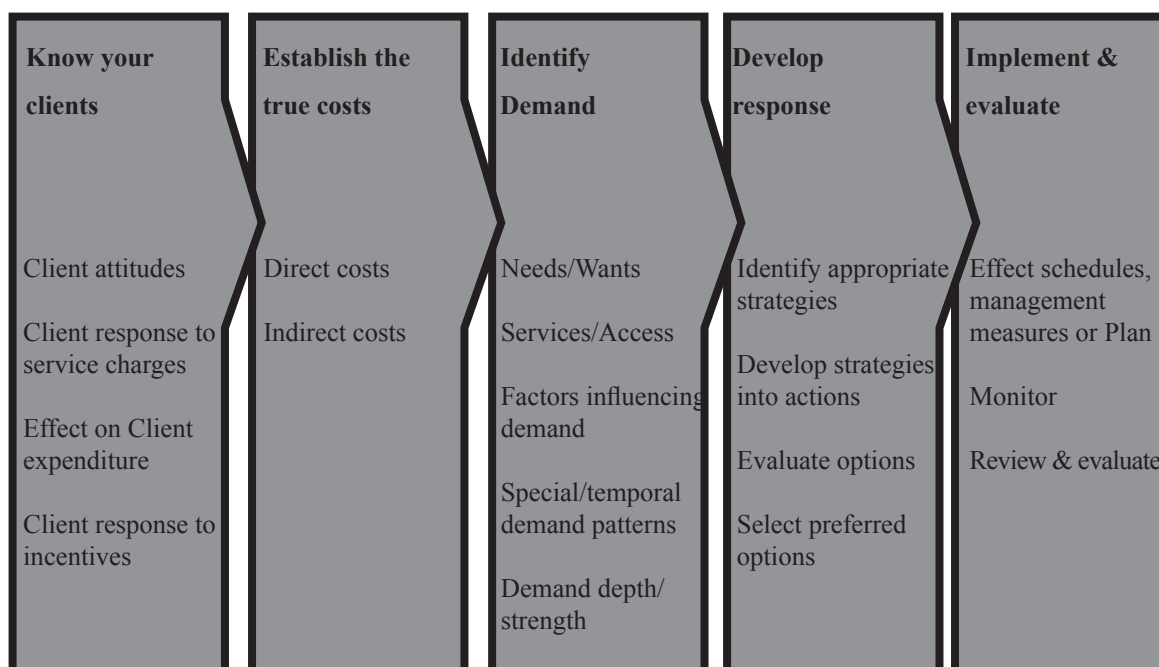 Know your
clients
Client attitudes
Client response to
service charges
Effect on Client
expenditure
Client response to
incentives
Establish the
true costs
Direct costs
Indirect costs
Identify
Demand
Needs/Wants
Services/Access
Factors influencing
demand
Special/temporal
demand patterns
Demand depth/
strength
Develop
response
Identify appropriate
strategies
Develop strategies
into actions
Evaluate options
Select preferred
options
Implement &
evaluate
Effect schedules,
management
measures or Plan
Monitor
Review & evaluate